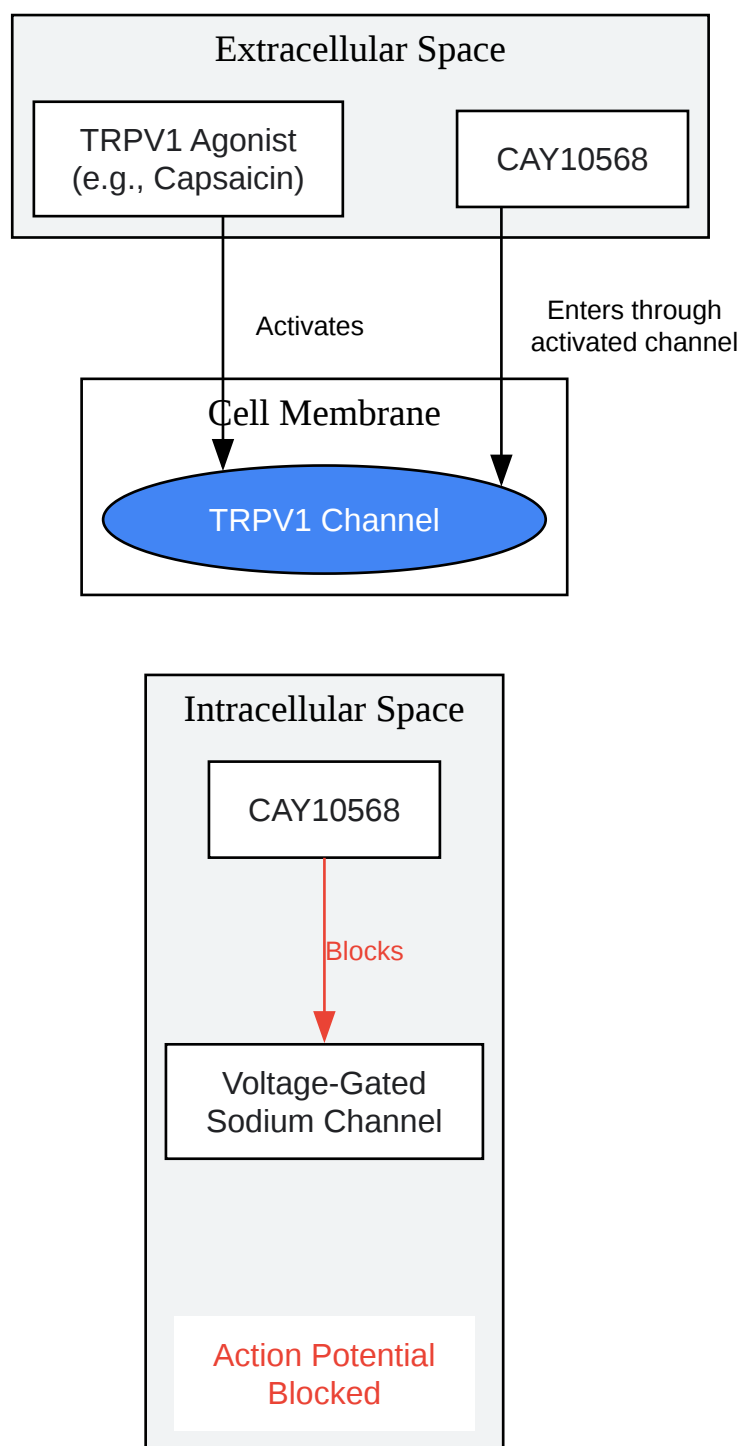 Extracellular Space
TRPV1 Agonist
(e.g., Capsaicin)
CAY10568
Activates
Enters through
activated channel
Cell Membrane
TRPV1 Channel
Intracellular Space
CAY10568
Blocks
Voltage-Gated
Sodium Channel
Action Potential
Blocked